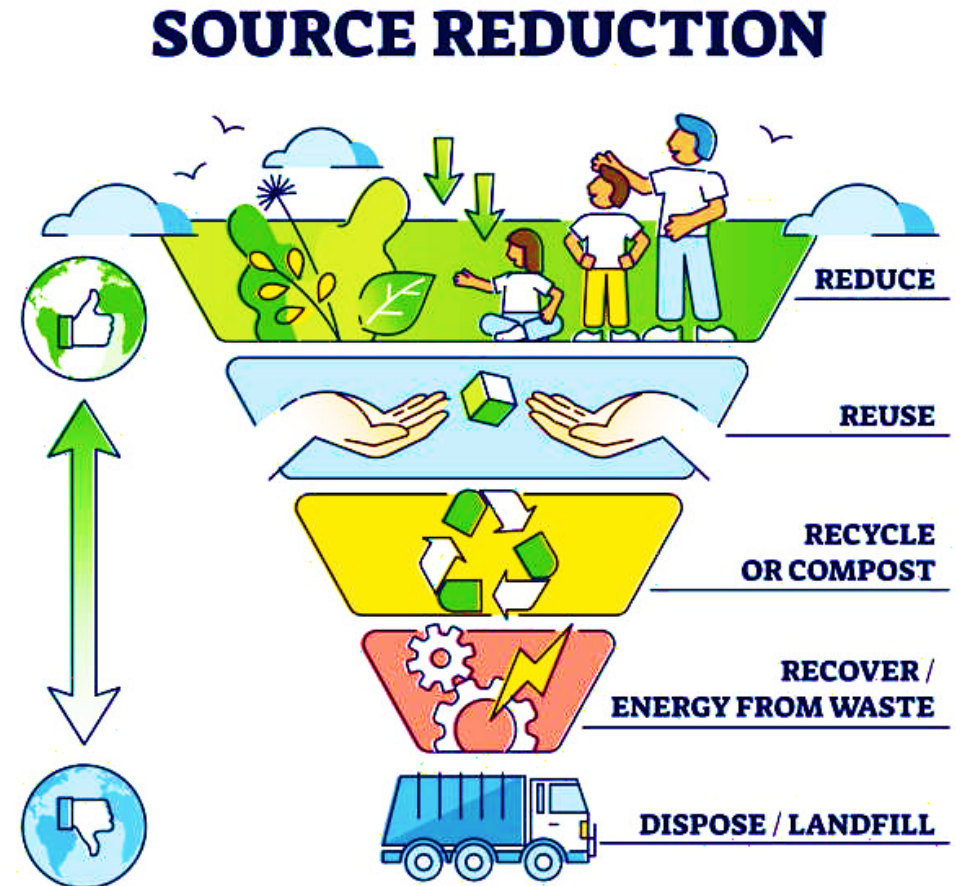 SOURCE REDUCTION
REDUCE
REUSE
RECYCLE
OR COMPOST
RECOVER /
ENERGY FROM WASTE
DISPOSE / LANDFILL